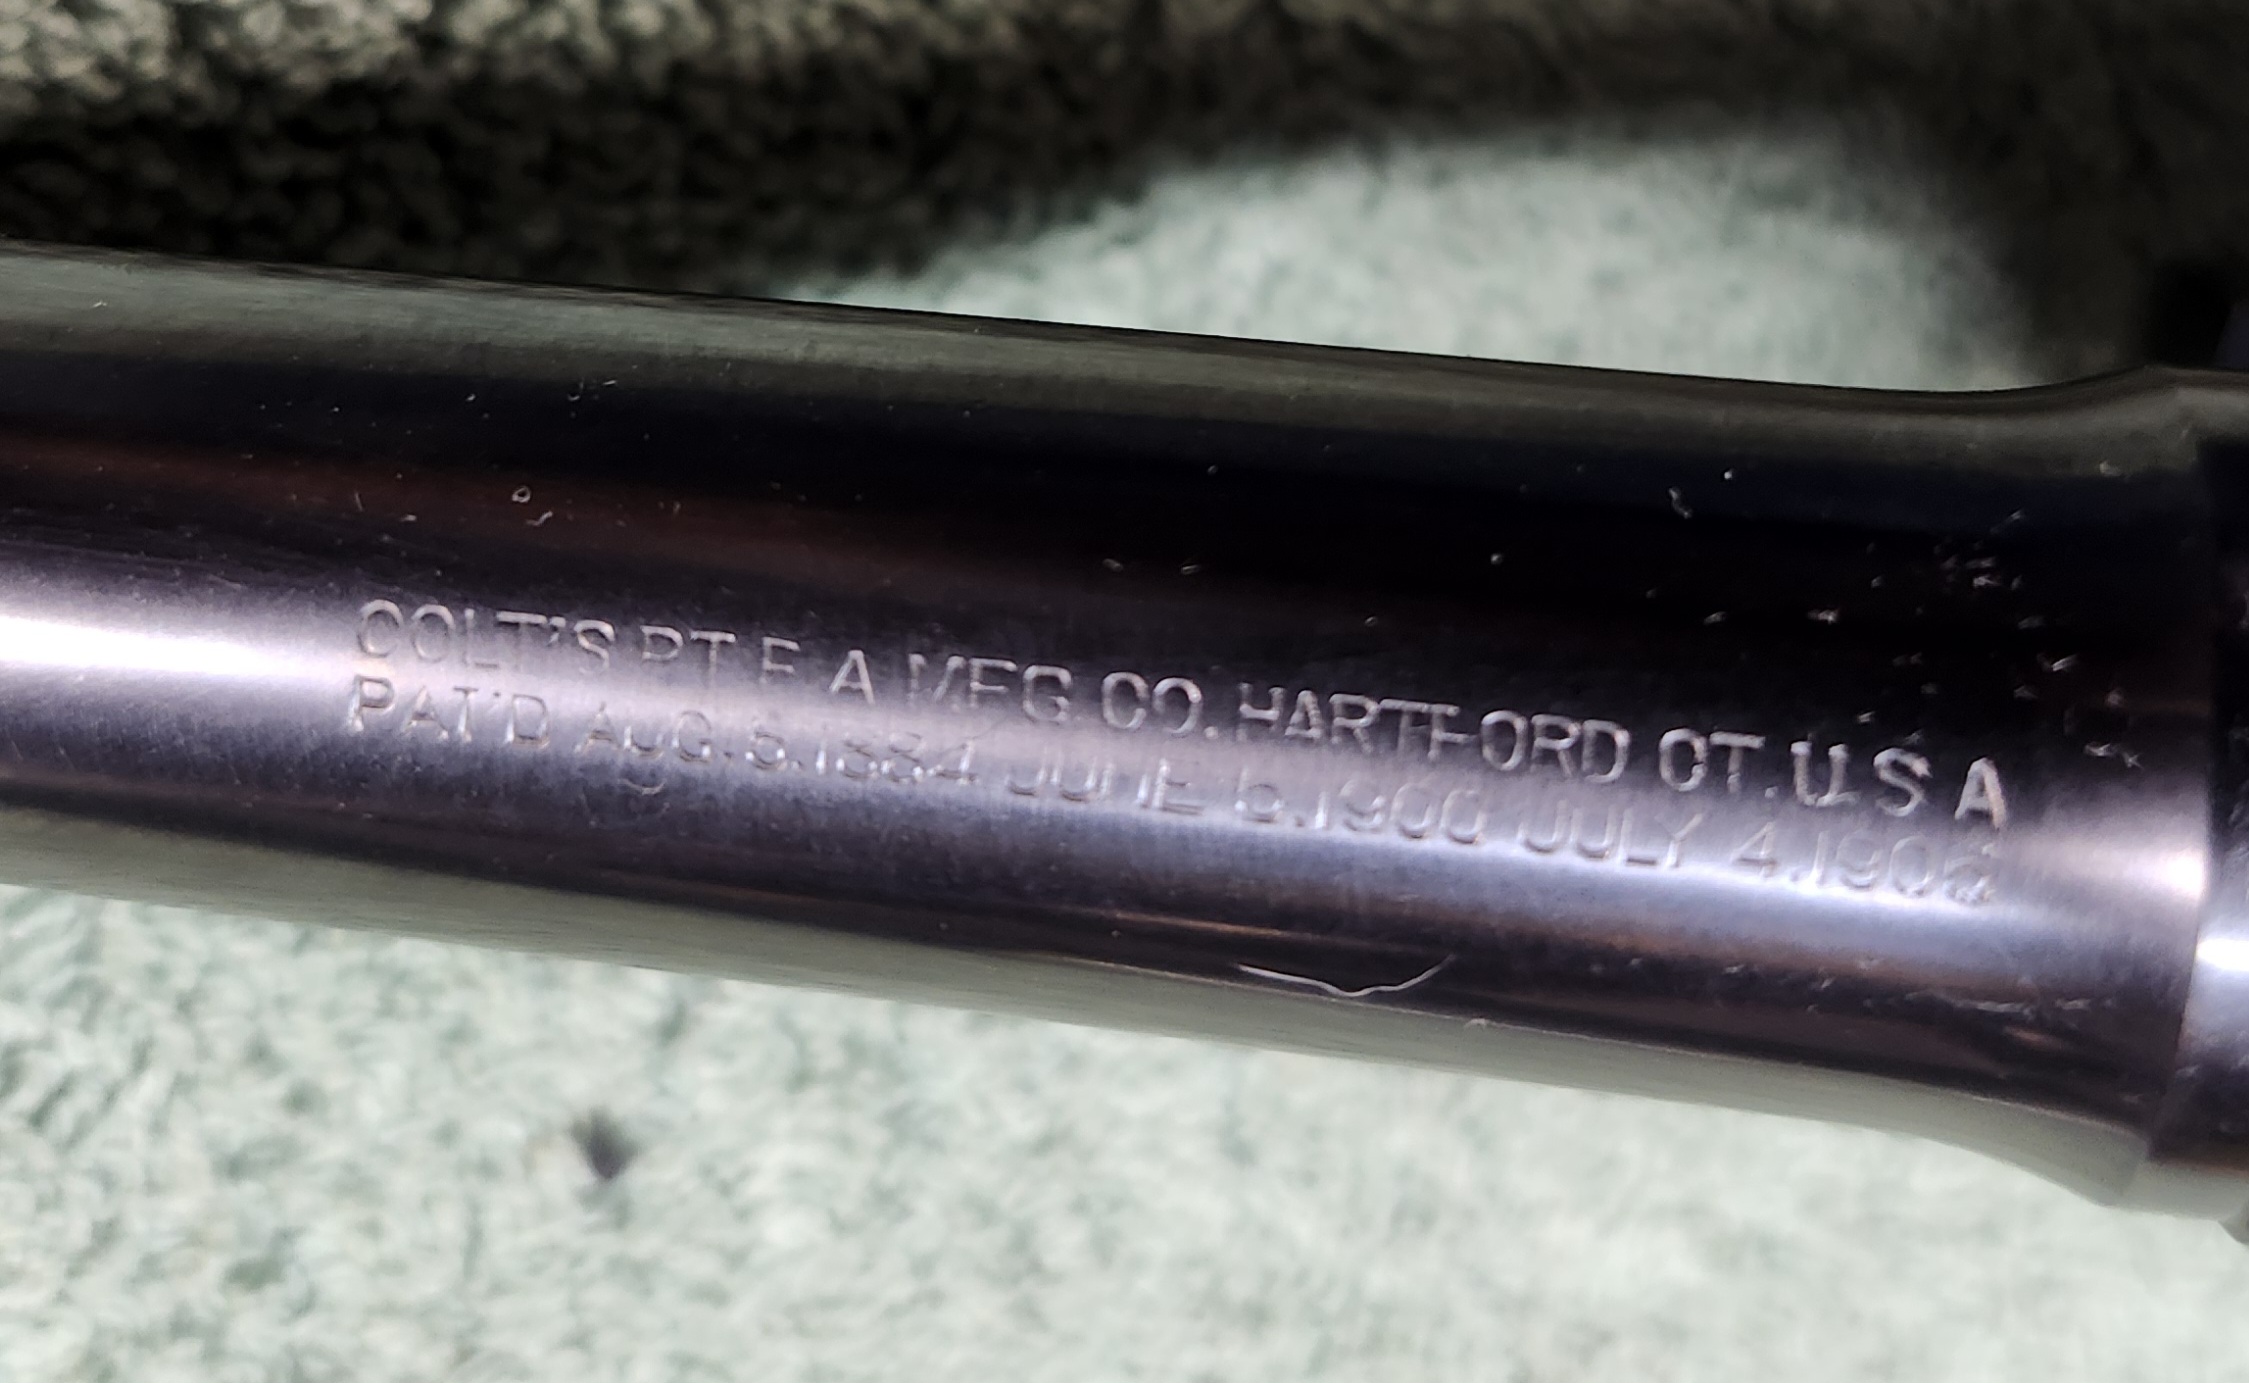 COLT'S PT F A MFG. CO. HARTFORD CT. U.S.A
PAT'D AUG. 5.1884 JUNE 5.1900 JULY 4.1905